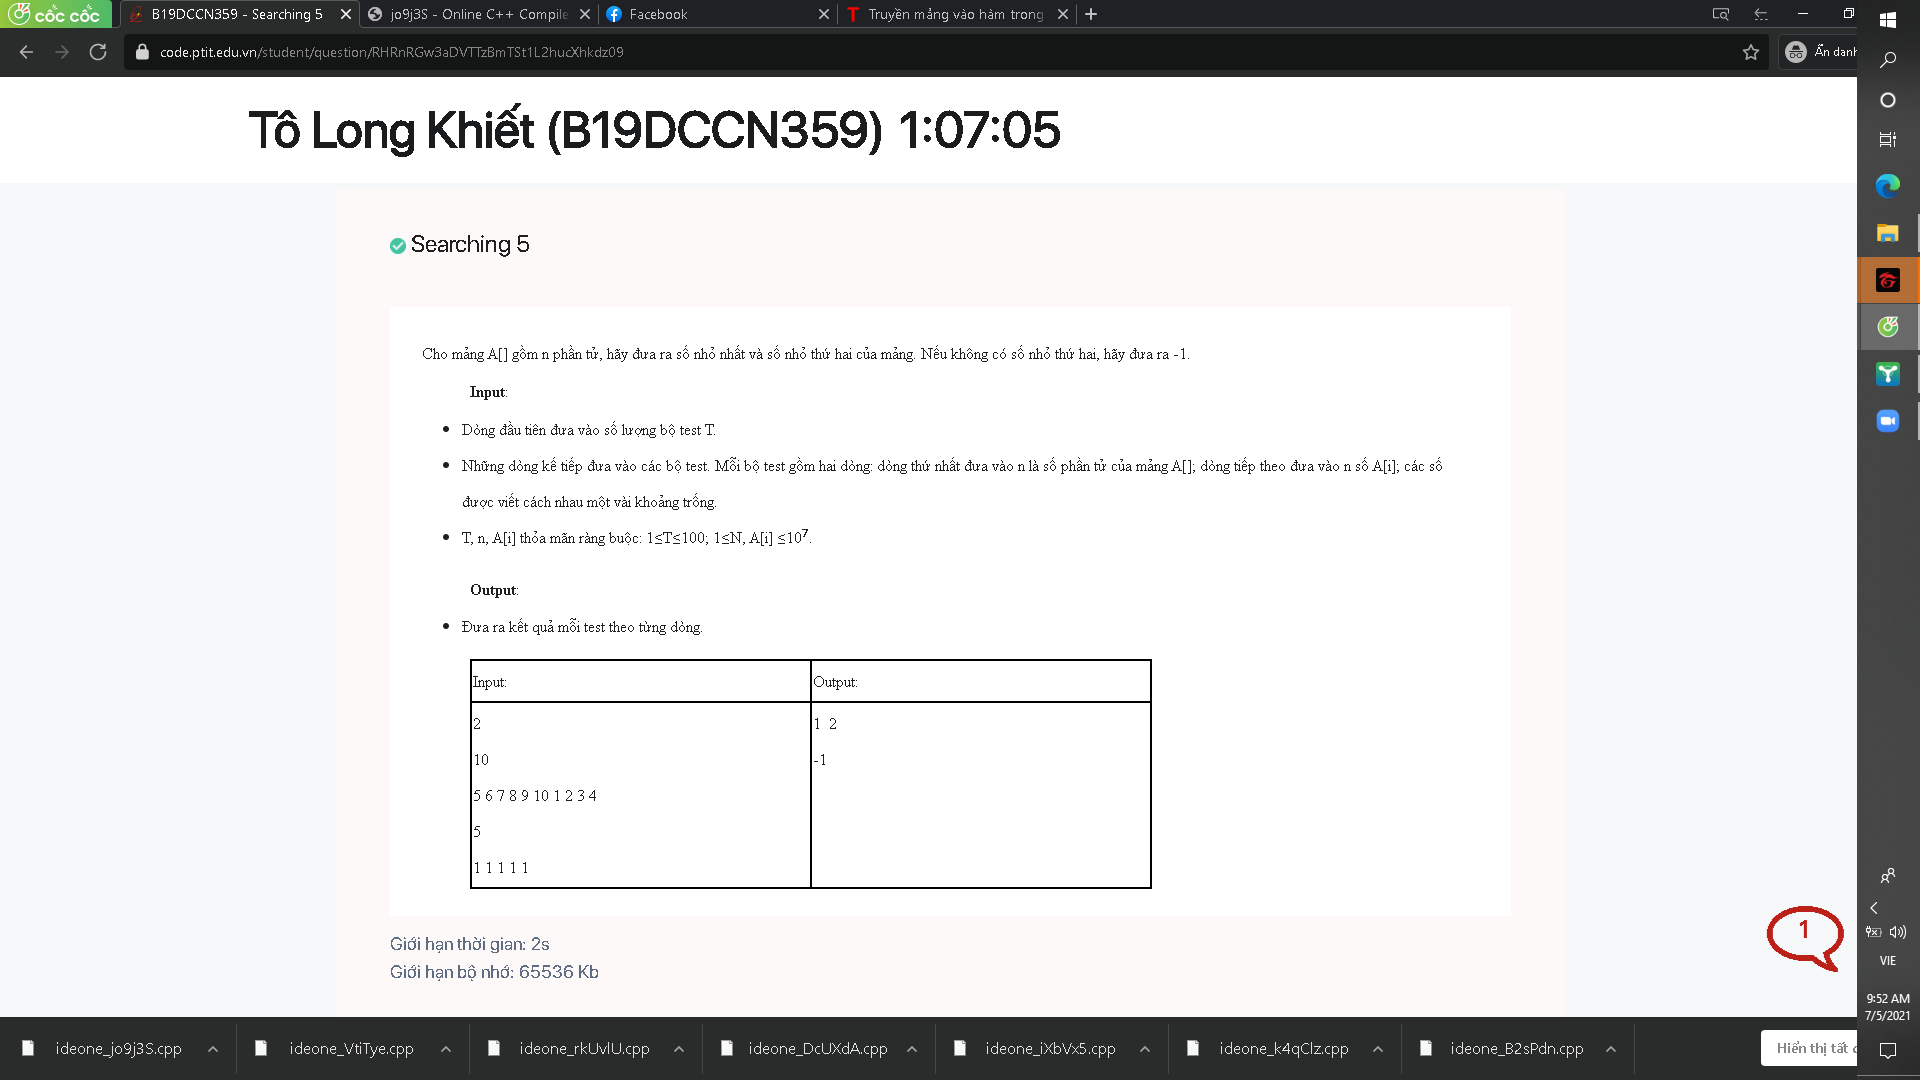 cốc cốc
B19DCCN359 - Searching 5
jo9j3S - Online C++ Compile
Facebook
Truyền mảng vào hàm trong
code.ptit.edu.vn/student/question/RHRnRGw3aDVTTzBmTSt1L2hucXhkdz09
Ẩn danh
Tô Long Khiết (B19DCCN359) 1:07:05
Searching 5
Cho mảng A[] gồm n phần tử, hãy đưa ra số nhỏ nhất và số nhỏ thứ hai của mảng. Nếu không có số nhỏ thứ hai, hãy đưa ra -1.
Input:
Dòng đầu tiên đưa vào số lượng bộ test T.
Những dòng kế tiếp đưa vào các bộ test. Mỗi bộ test gồm hai dòng: dòng thứ nhất đưa vào n là số phần tử của mảng A[]; dòng tiếp theo đưa vào n số A[i]; các số
được viết cách nhau một vài khoảng trống.
T, n, A[i] thỏa mãn ràng buộc: 1≤T≤100; 1≤N, A[i] ≤10⁷.
Output:
Đưa ra kết quả mỗi test theo từng dòng.
Input: Output:
2 1 2
10 -1
5 6 7 8 9 10 1 2 3 4
5
1 1 1 1 1
Giới hạn thời gian: 2s
Giới hạn bộ nhớ: 65536 Kb
1
VIE
9:52 AM
7/5/2021
ideone_jo9j3S.cpp
ideone_VtiTye.cpp
ideone_rkUvlU.cpp
ideone_DcUXdA.cpp
ideone_iXbVx5.cpp
ideone_k4qClz.cpp
ideone_B2sPdn.cpp
Hiển thị tất